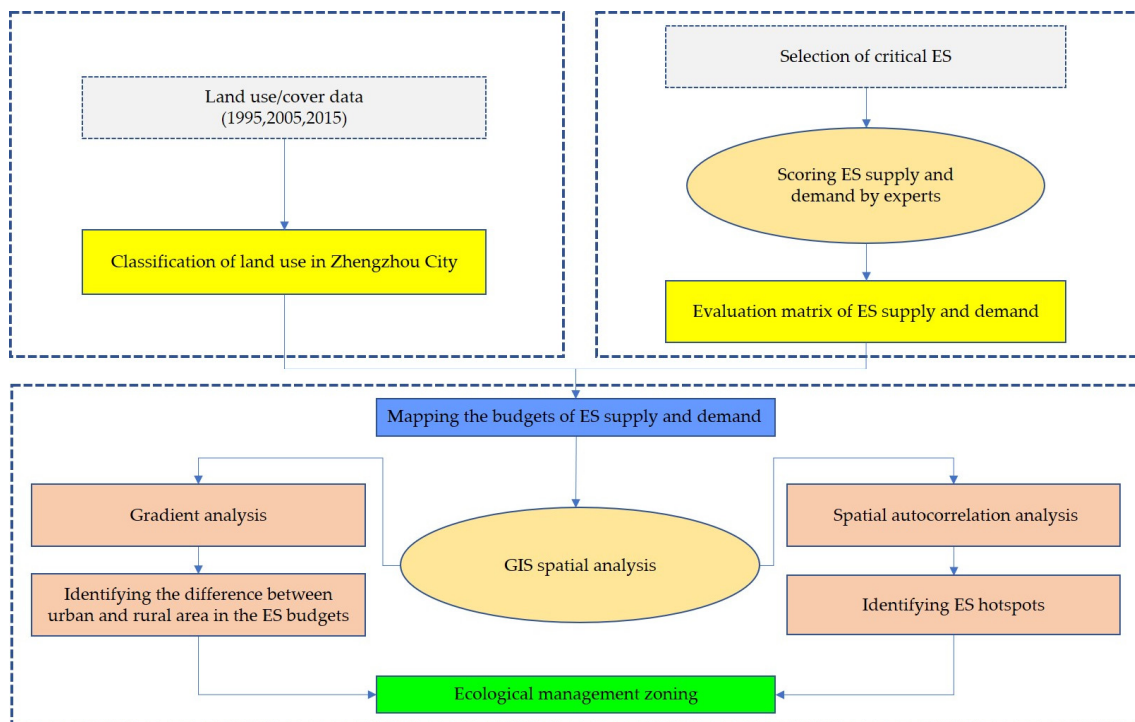 Land use/cover data
(1995,2005,2015)
Classification of land use in Zhengzhou City
Selection of critical ES
Scoring ES supply and
demand by experts
Evaluation matrix of ES supply and demand
Mapping the budgets of ES supply and demand
Gradient analysis
Identifying the difference between
urban and rural area in the ES budgets
GIS spatial analysis
Spatial autocorrelation analysis
Identifying ES hotspots
Ecological management zoning